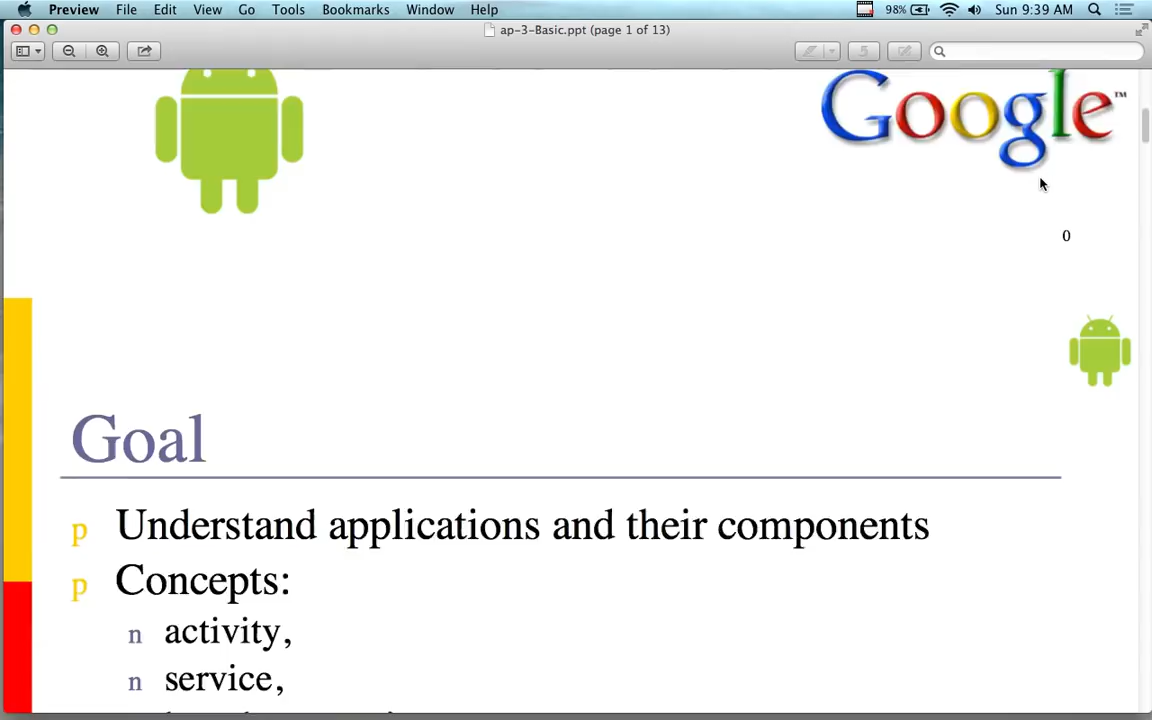 Preview File Edit View Go Tools Bookmarks Window Help 98% Sun 9:39 AM
ap-3-Basic.ppt (page 1 of 13)
Google™
0
Goal
p Understand applications and their components
p Concepts:
n activity,
n service,